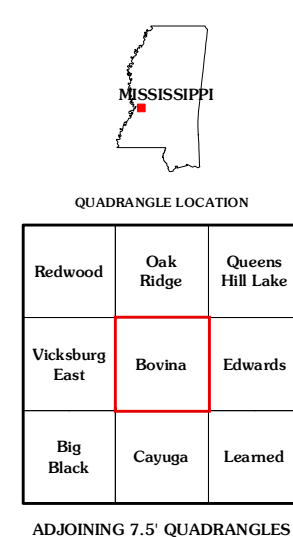 MISSISSIPPI
QUADRANGLE LOCATION
Redwood
Oak
Ridge
Queens
Hill Lake
Vicksburg
East
Bovina
Edwards
Big
Black
Cayuga
Learned
ADJOINING 7.5' QUADRANGLES